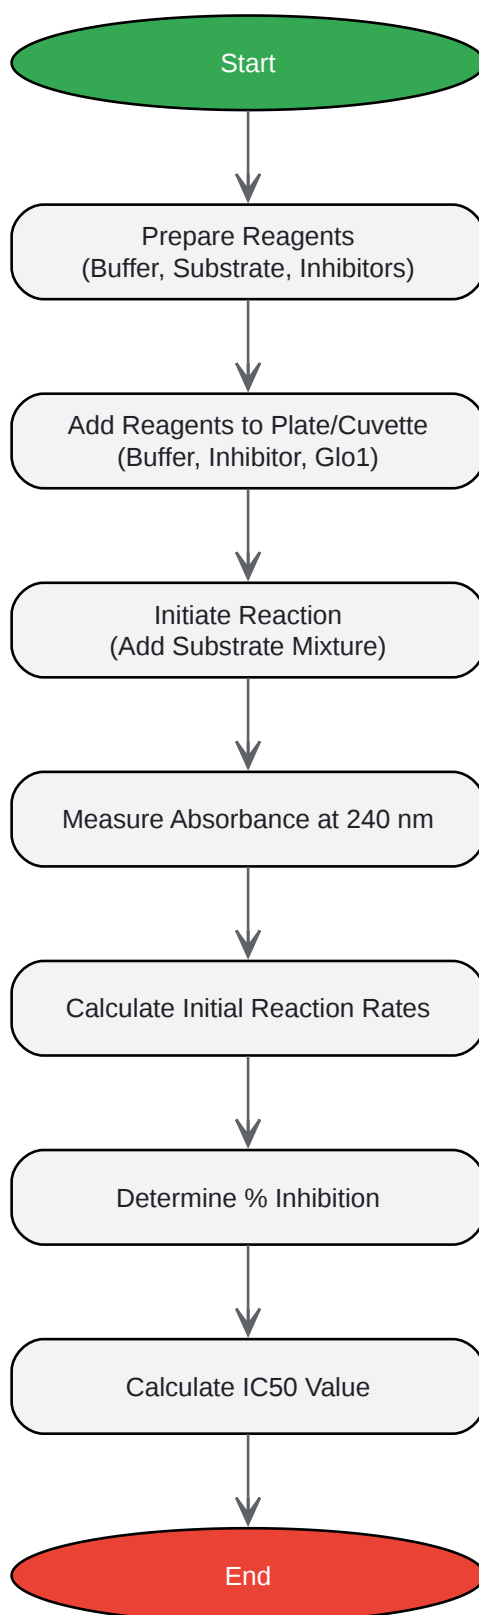 Start
Prepare Reagents
(Buffer, Substrate, Inhibitors)
Add Reagents to Plate/Cuvette
(Buffer, Inhibitor, Glo1)
Initiate Reaction
(Add Substrate Mixture)
Measure Absorbance at 240 nm
Calculate Initial Reaction Rates
Determine % Inhibition
Calculate IC50 Value
End